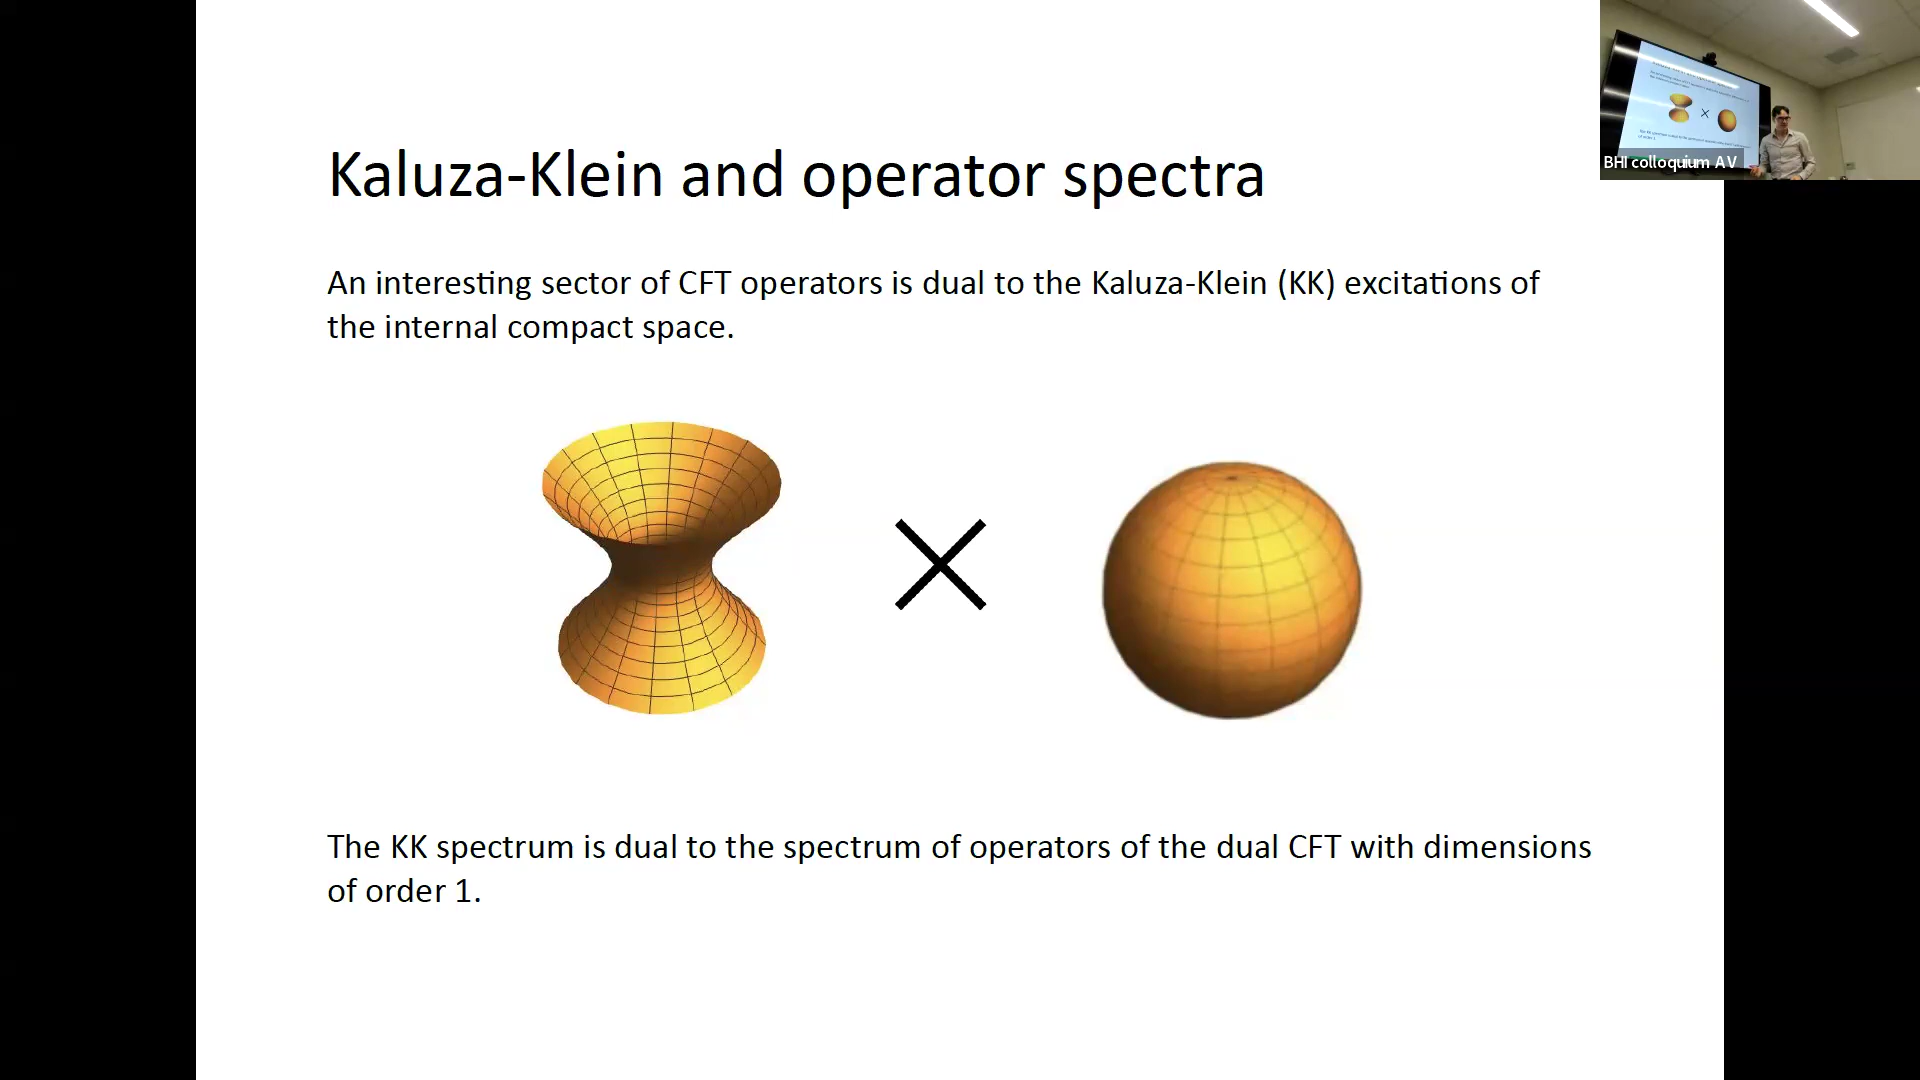 Kaluza-Klein and operator spectra
An interesting sector of CFT operators is dual to the Kaluza-Klein (KK) excitations of
the internal compact space.
The KK spectrum is dual to the spectrum of operators of the dual CFT with dimensions
of order 1.
BHI colloquium AV